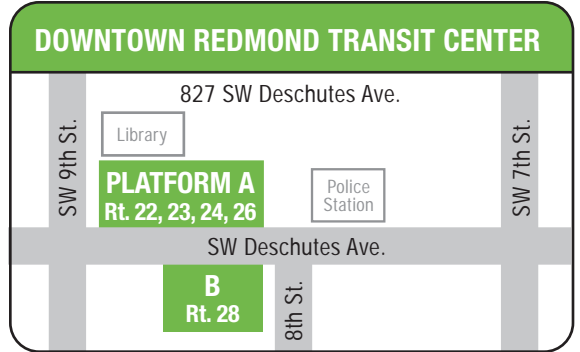 DOWNTOWN REDMOND TRANSIT CENTER
827 SW Deschutes Ave.
SW 9th St.
Library
SW 7th St.
PLATFORM A
Rt. 22, 23, 24, 26
Police
Station
SW Deschutes Ave.
B
Rt. 28
8th St.